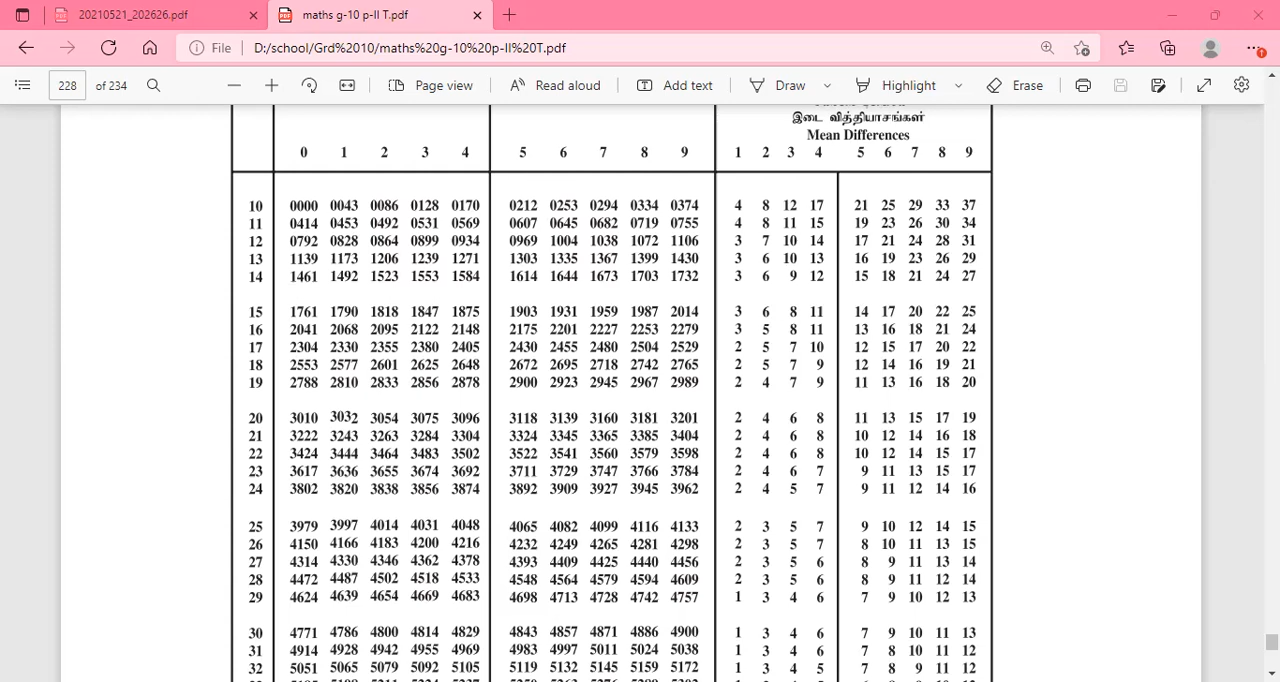 20210521_202626.pdf
maths g-10 p-II T.pdf
File D:/school/Grd%2010/maths%20g-10%20p-II%20T.pdf
228 of 234 Page view Read aloud Add text Draw Highlight Erase
இடை வித்தியாசங்கள்
Mean Differences
0 1 2 3 4 5 6 7 8 9 1 2 3 4 5 6 7 8 9
10 0000 0043 0086 0128 0170 0212 0253 0294 0334 0374 4 8 12 17 21 25 29 33 37
11 0414 0453 0492 0531 0569 0607 0645 0682 0719 0755 4 8 11 15 19 23 26 30 34
12 0792 0828 0864 0899 0934 0969 1004 1038 1072 1106 3 7 10 14 17 21 24 28 31
13 1139 1173 1206 1239 1271 1303 1335 1367 1399 1430 3 6 10 13 16 19 23 26 29
14 1461 1492 1523 1553 1584 1614 1644 1673 1703 1732 3 6 9 12 15 18 21 24 27
15 1761 1790 1818 1847 1875 1903 1931 1959 1987 2014 3 6 8 11 14 17 20 22 25
16 2041 2068 2095 2122 2148 2175 2201 2227 2253 2279 3 5 8 11 13 16 18 21 24
17 2304 2330 2355 2380 2405 2430 2455 2480 2504 2529 2 5 7 10 12 15 17 20 22
18 2553 2577 2601 2625 2648 2672 2695 2718 2742 2765 2 5 7 9 12 14 16 19 21
19 2788 2810 2833 2856 2878 2900 2923 2945 2967 2989 2 4 7 9 11 13 16 18 20
20 3010 3032 3054 3075 3096 3118 3139 3160 3181 3201 2 4 6 8 11 13 15 17 19
21 3222 3243 3263 3284 3304 3324 3345 3365 3385 3404 2 4 6 8 10 12 14 16 18
22 3424 3444 3464 3483 3502 3522 3541 3560 3579 3598 2 4 6 8 10 12 14 15 17
23 3617 3636 3655 3674 3692 3711 3729 3747 3766 3784 2 4 6 7 9 11 13 15 17
24 3802 3820 3838 3856 3874 3892 3909 3927 3945 3962 2 4 5 7 9 11 12 14 16
25 3979 3997 4014 4031 4048 4065 4082 4099 4116 4133 2 3 5 7 9 10 12 14 15
26 4150 4166 4183 4200 4216 4232 4249 4265 4281 4298 2 3 5 7 8 10 11 13 15
27 4314 4330 4346 4362 4378 4393 4409 4425 4440 4456 2 3 5 6 8 9 11 13 14
28 4472 4487 4502 4518 4533 4548 4564 4579 4594 4609 2 3 5 6 8 9 11 12 14
29 4624 4639 4654 4669 4683 4698 4713 4728 4742 4757 1 3 4 6 7 9 10 12 13
30 4771 4786 4800 4814 4829 4843 4857 4871 4886 4900 1 3 4 6 7 9 10 11 13
31 4914 4928 4942 4955 4969 4983 4997 5011 5024 5038 1 3 4 6 7 8 10 11 12
32 5051 5065 5079 5092 5105 5119 5132 5145 5159 5172 1 3 4 5 7 8 9 11 12